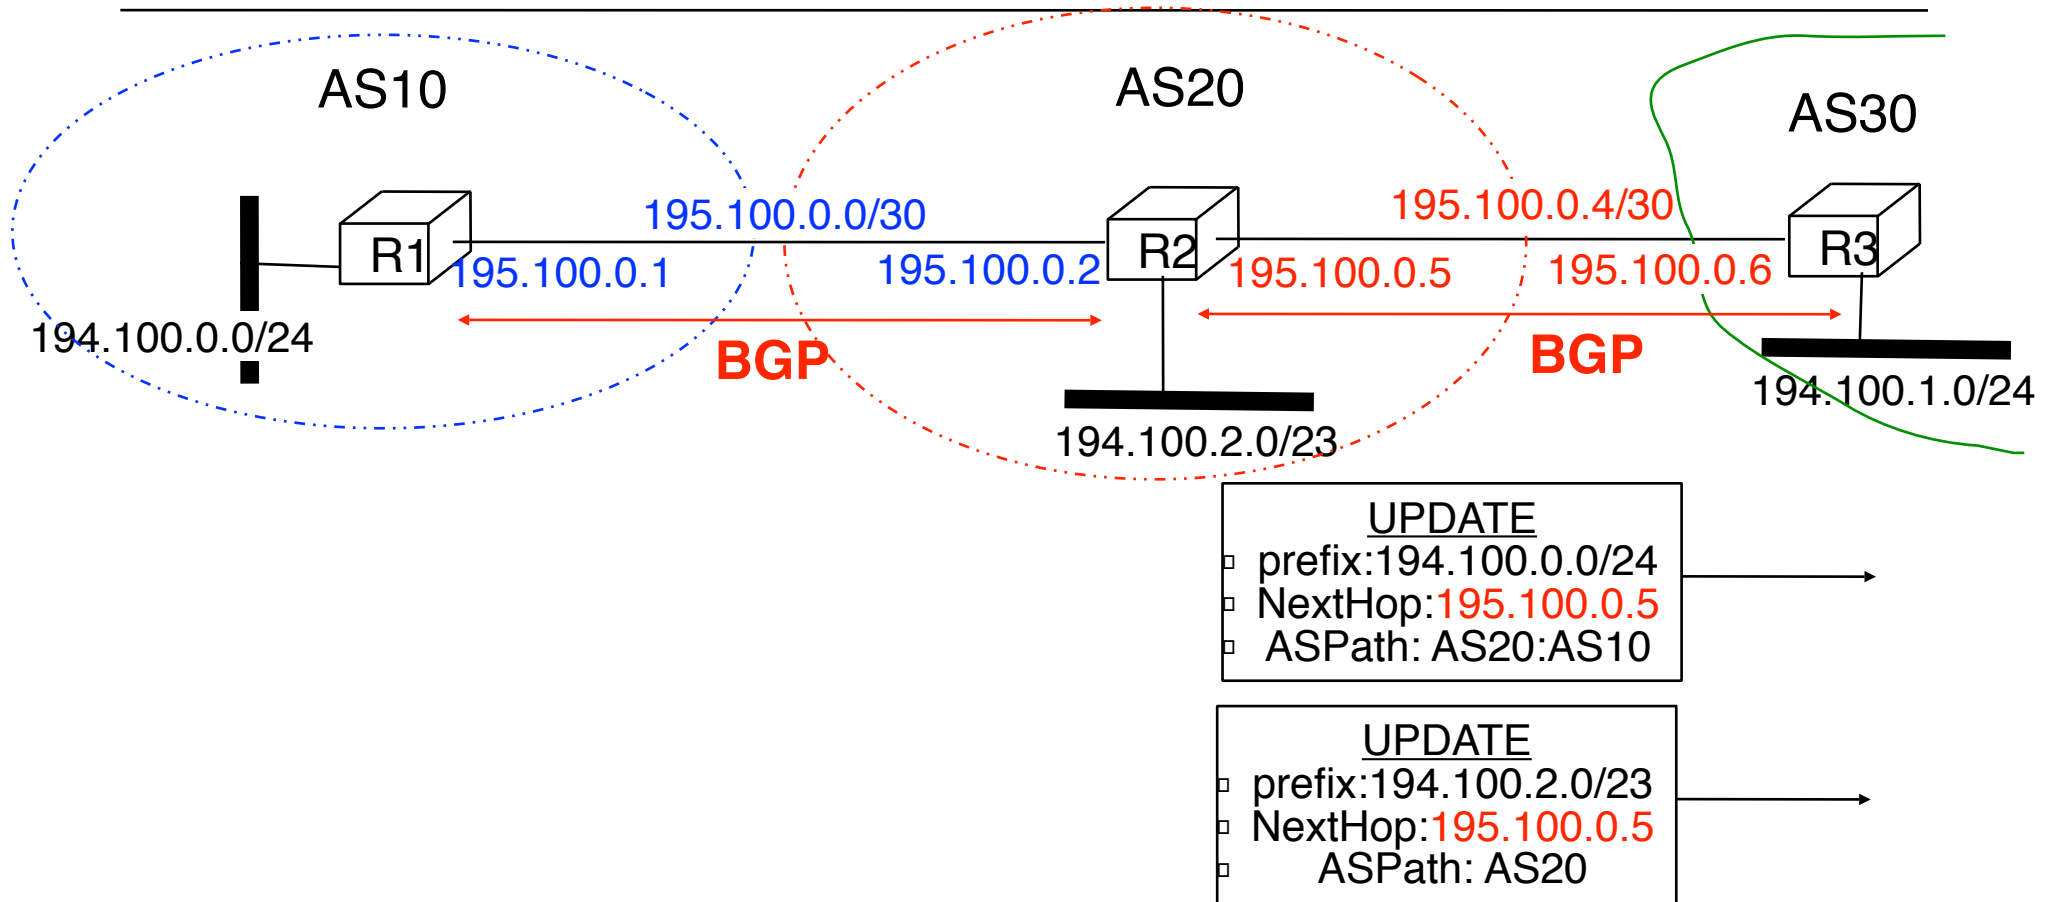 AS10
AS20
AS30
195.100.0.0/30
195.100.0.4/30
R1
R2
R3
195.100.0.1
195.100.0.2
195.100.0.5
195.100.0.6
194.100.0.0/24
BGP
BGP
194.100.1.0/24
194.100.2.0/23
UPDATE
prefix:194.100.0.0/24
NextHop:195.100.0.5
ASPath: AS20:AS10
UPDATE
prefix:194.100.2.0/23
NextHop:195.100.0.5
ASPath: AS20